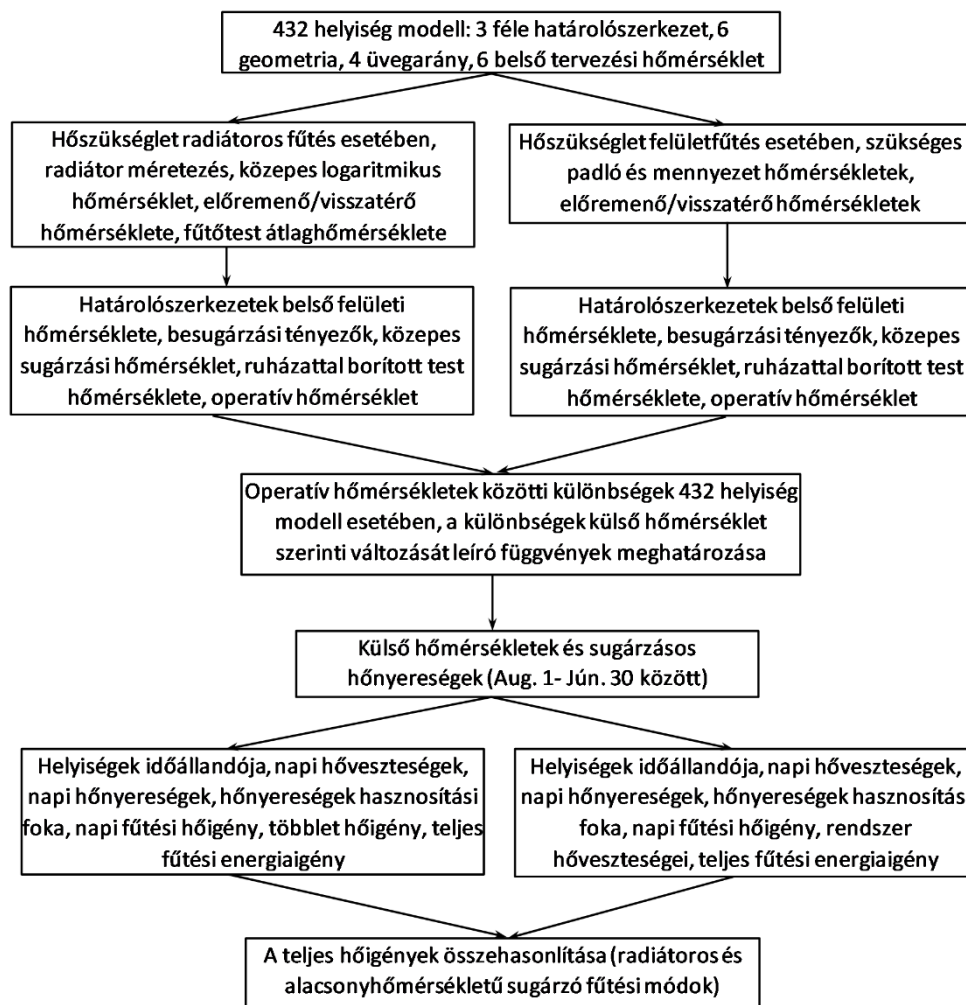 432 helyiség modell: 3 féle határolószerkezet, 6
geometria, 4 üvegarány, 6 belső tervezési hőmérséklet
Hőszükséglet radiátoros fűtés esetében,
radiátor méretezés, közepes logaritmikus
hőmérséklet, előremenő/visszatérő
hőmérséklete, fűtőtest átlaghőmérséklete
Hőszükséglet felületfűtés esetében, szükséges
padló és mennyezet hőmérsékletek,
előremenő/visszatérő hőmérsékletek
Határolószerkezetek belső felületi
hőmérséklete, besugárzási tényezők, közepes
sugárzási hőmérséklet, ruházattal borított test
hőmérséklete, operatív hőmérséklet
Határolószerkezetek belső felületi
hőmérséklete, besugárzási tényezők, közepes
sugárzási hőmérséklet, ruházattal borított test
hőmérséklete, operatív hőmérséklet
Operatív hőmérsékletek közötti különbségek 432 helyiség
modell esetében, a különbségek külső hőmérséklet
szerinti változását leíró függvények meghatározása
Külső hőmérsékletek és sugárzásos
hőnyereségek (Aug. 1- Jún. 30 között)
Helyiségek időállandója, napi hőveszteségek,
napi hőnyereségek, hőnyereségek hasznosítási
foka, napi fűtési hőigény, többlet hőigény, teljes
fűtési energiaigény
Helyiségek időállandója, napi hőveszteségek,
napi hőnyereségek, hőnyereségek hasznosítás
foka, napi fűtési hőigény, rendszer
hőveszteségei, teljes fűtési energiaigény
A teljes hőigények összehasonlítása (radiátoros és
alacsonyhőmérsékletű sugárzó fűtési módok)